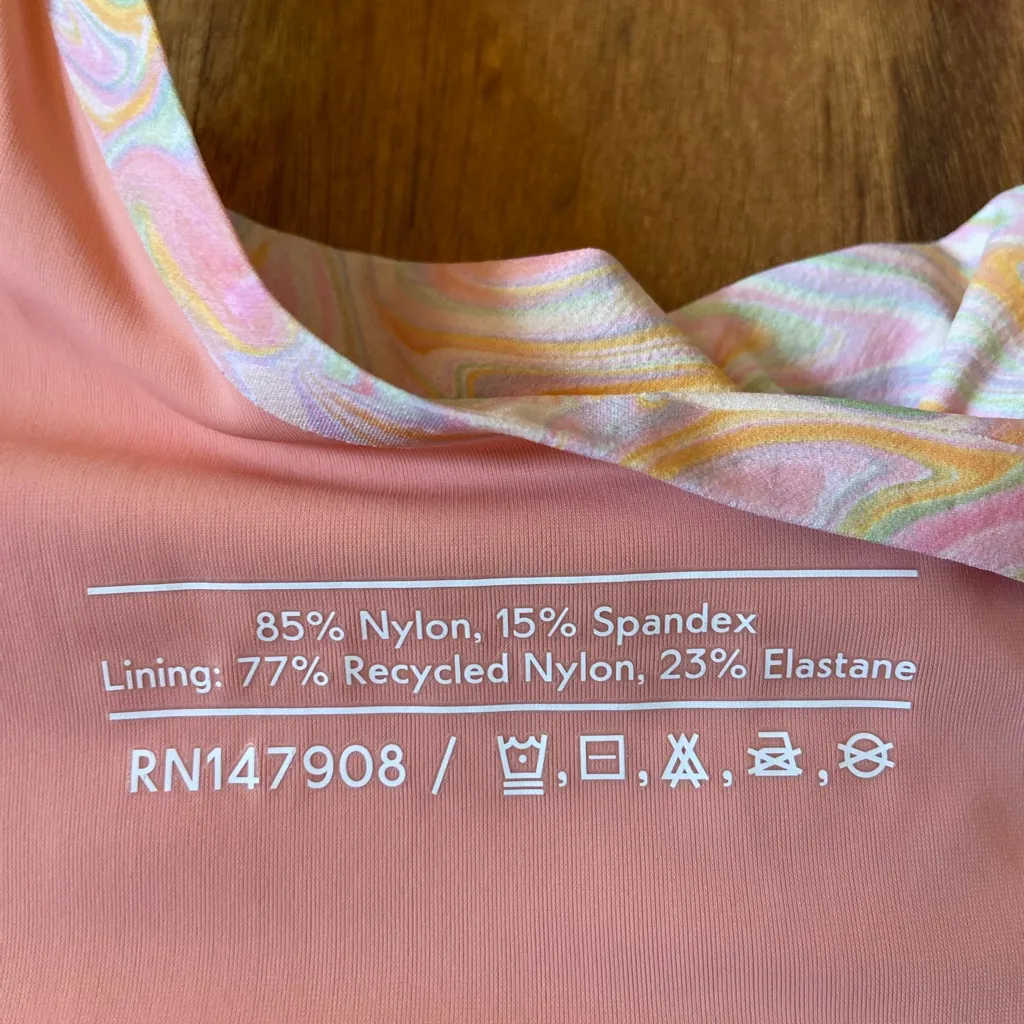 85% Nylon, 15% Spandex
Lining: 77% Recycled Nylon, 23% Elastane
RN147908 / , , , ,